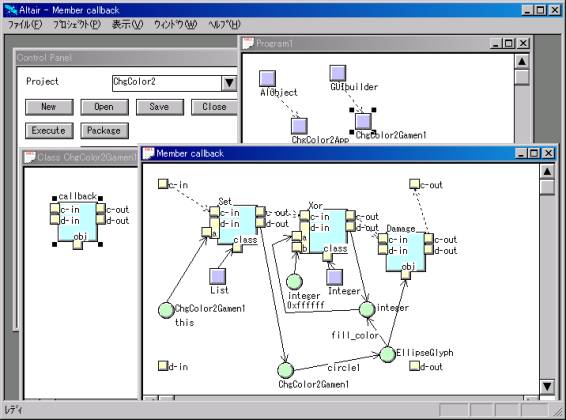 Altair - Member callback
ファイル(F) プロジェクト(P) 表示(V) ウィンドウ(W) ヘルプ(H)
Control Panel
Project ChgColor2
New Open Save Close
Execute Package
Program1
AIObject
GUIbuilder
ChgColor2App
ChgColor2Gamen1
Class ChgColor2Gamen1
callback
c-in c-out
d-in d-out
Member callback
c-in
c-out
Set
c-in c-out
d-in d-out
a
class
List
ChgColor2Gamen1
this
Xor
c-in c-out
d-in d-out
a
b
class
integer
0xffffff
Integer
Damage
c-in c-out
d-in d-out
obj
integer
fill_color
EllipseGlyph
circle1
ChgColor2Gamen1
d-in
d-out
レディ